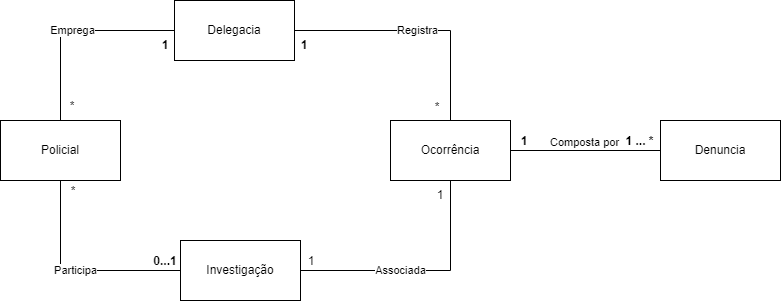 Emprega
Delegacia
Registra
1
1
*
*
Policial
Ocorrência
1
Composta por
1 ... *
Denuncia
*
1
Participa
0...1
Investigação
1
Associada